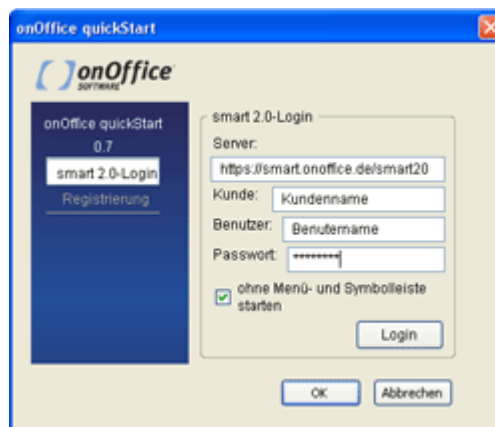 onOffice quickStart
onOffice
SOFTWARE
onOffice quickStart
0.7
smart 2.0-Login
Registrierung
smart 2.0-Login
Server:
https://smart.onoffice.de/smart20
Kunde: Kundenname
Benutzer: Benutername
Passwort: ********
ohne Menü- und Symbolleiste
starten
Login
OK Abbrechen